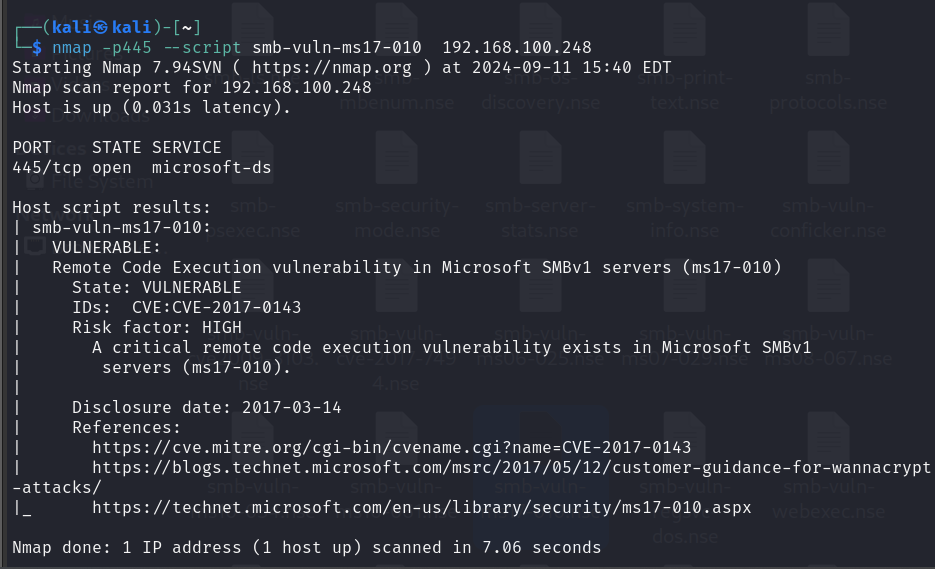 ┌──(kali㉿kali)-[~]
└─$ nmap -p445 --script smb-vuln-ms17-010  192.168.100.248
Starting Nmap 7.94SVN ( https://nmap.org ) at 2024-09-11 15:40 EDT
Nmap scan report for 192.168.100.248
Host is up (0.031s latency).

PORT    STATE SERVICE
445/tcp open  microsoft-ds

Host script results:
| smb-vuln-ms17-010:
|   VULNERABLE:
|   Remote Code Execution vulnerability in Microsoft SMBv1 servers (ms17-010)
|     State: VULNERABLE
|     IDs:  CVE:CVE-2017-0143
|     Risk factor: HIGH
|       A critical remote code execution vulnerability exists in Microsoft SMBv1
|        servers (ms17-010).
|
|     Disclosure date: 2017-03-14
|     References:
|       https://cve.mitre.org/cgi-bin/cvename.cgi?name=CVE-2017-0143
|       https://blogs.technet.microsoft.com/msrc/2017/05/12/customer-guidance-for-wannacrypt
-attacks/
|_      https://technet.microsoft.com/en-us/library/security/ms17-010.aspx

Nmap done: 1 IP address (1 host up) scanned in 7.06 seconds